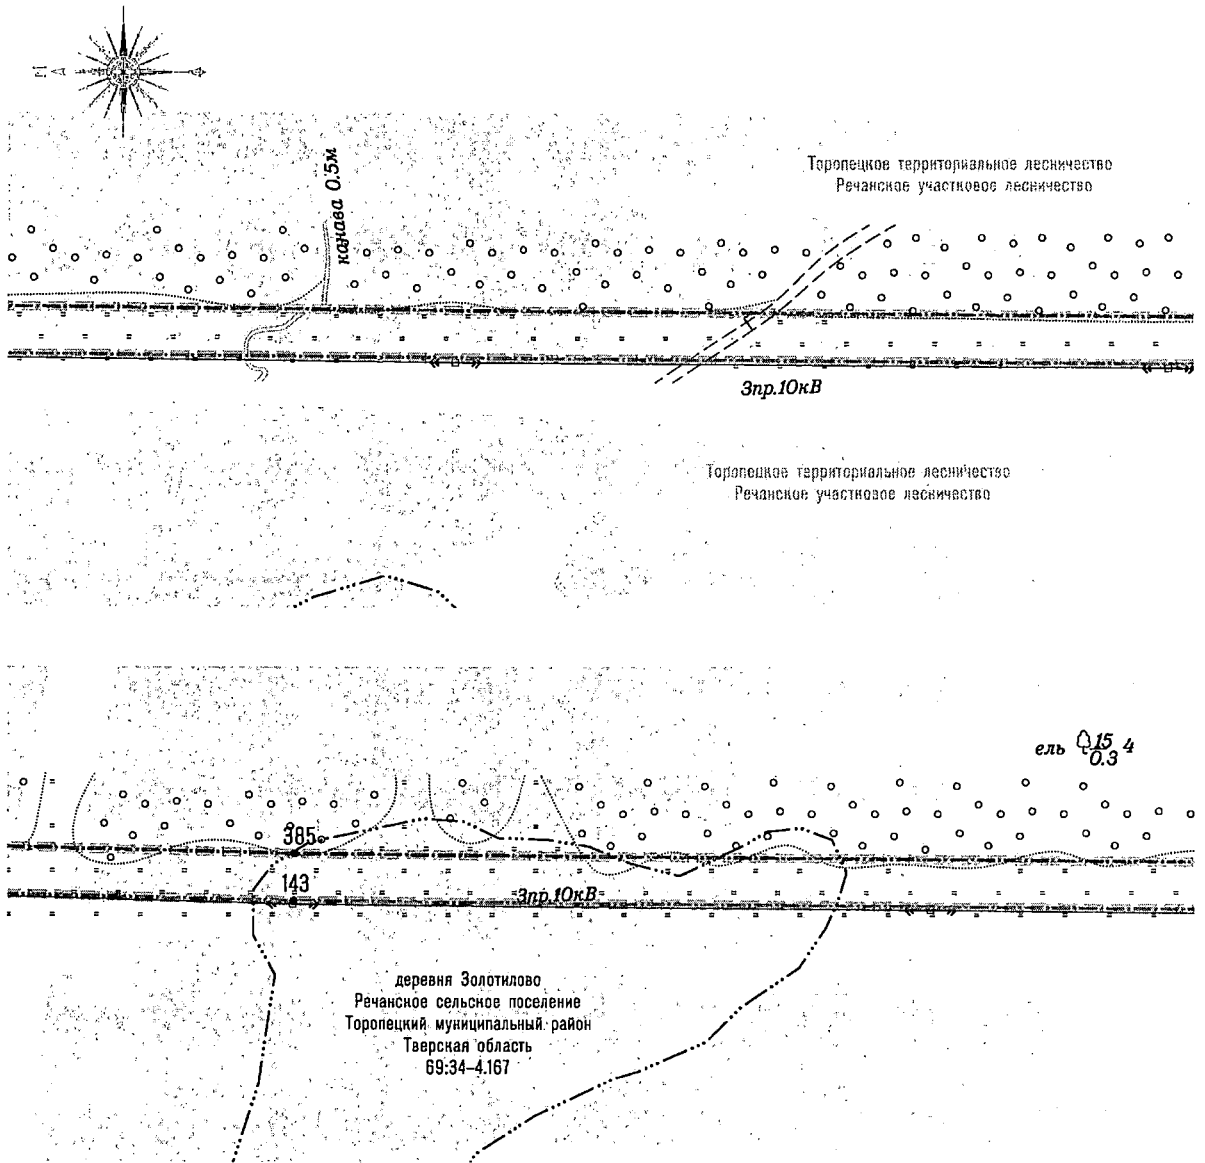 канава 0.5м
Торопецкое территориальное лесничество
Речанское участковое лесничество
3пр.10кВ
Торопецкое территориальное лесничество
Речанское участковое лесничество
ель 15 4
0.3
385
143
3пр.10кВ
деревня Золотилово
Речанское сельское поселение
Торопецкий муниципальный район
Тверская область
69:34-4.167